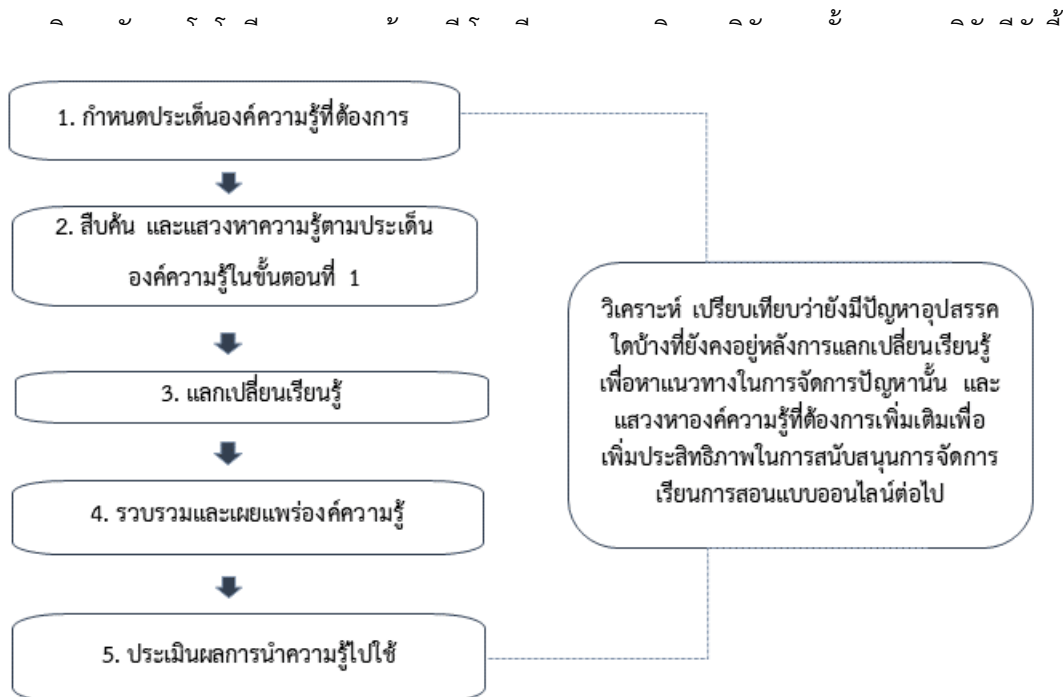 1. กำหนดประเด็นองค์ความรู้ที่ต้องการ
2. สืบค้น และแสวงหาความรู้ตามประเด็น
องค์ความรู้ในขั้นตอนที่ 1
3. แลกเปลี่ยนเรียนรู้
4. รวบรวมและเผยแพร่องค์ความรู้
5. ประเมินผลการนำความรู้ไปใช้
วิเคราะห์ เปรียบเทียบว่ายังมีปัญหาอุปสรรค
ใดบ้างที่ยังคงอยู่หลังการแลกเปลี่ยนเรียนรู้
เพื่อหาแนวทางในการจัดการปัญหานั้น และ
แสวงหาองค์ความรู้ที่ต้องการเพิ่มเติมเพื่อ
เพิ่มประสิทธิภาพในการสนับสนุนการจัดการ
เรียนการสอนแบบออนไลน์ต่อไป